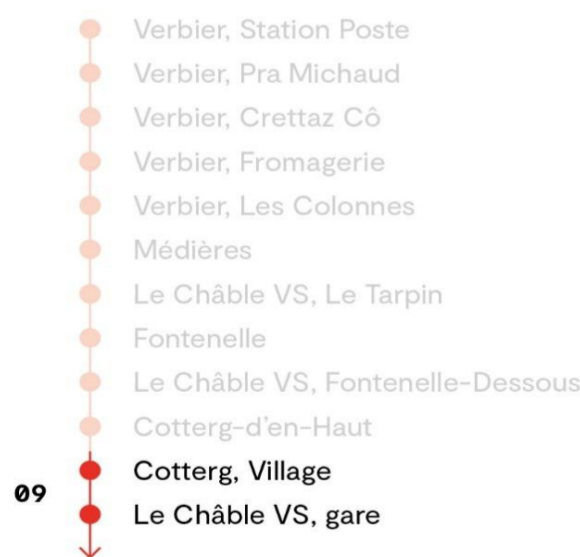 Verbier, Station Poste
Verbier, Pra Michaud
Verbier, Crettaz Cô
Verbier, Fromagerie
Verbier, Les Colonnes
Médières
Le Châble VS, Le Tarpin
Fontenelle
Le Châble VS, Fontenelle-Dessous
Cotterg-d'en-Haut
Cotterg, Village
09 Le Châble VS, gare